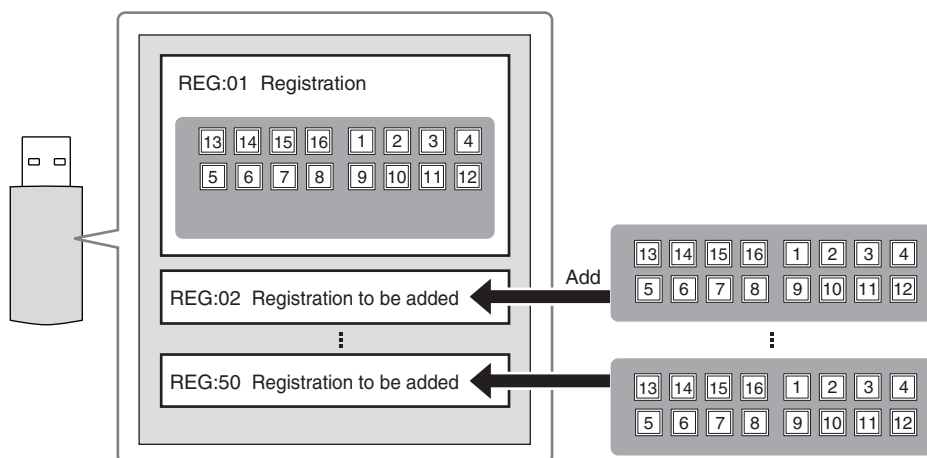 REG:01 Registration
13 14 15 16 1 2 3 4
5 6 7 8 9 10 11 12
REG:02 Registration to be added
Add
13 14 15 16 1 2 3 4
5 6 7 8 9 10 11 12
REG:50 Registration to be added
13 14 15 16 1 2 3 4
5 6 7 8 9 10 11 12